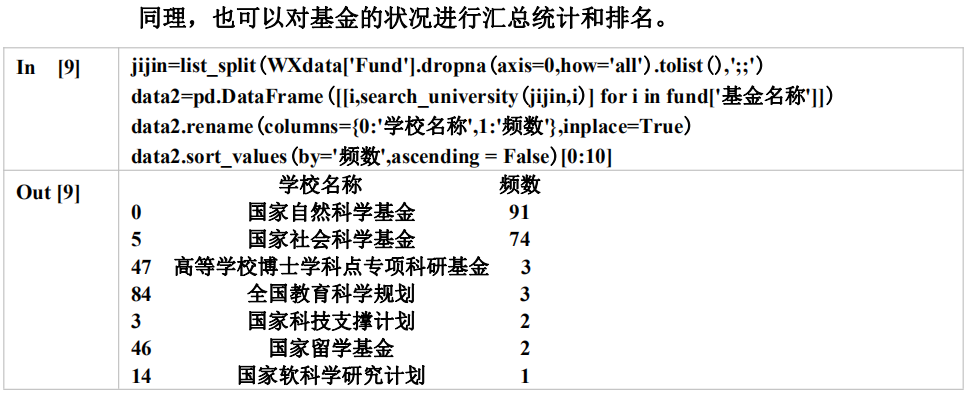 同理，也可以对基金的状况进行汇总统计和排名。
In [9]
jijin=list_split(WXdata['Fund'].dropna(axis=0,how='all').tolist(),';;')
data2=pd.DataFrame([[i,search_university(jijin,i)] for i in fund['基金名称']])
data2.rename(columns={0:'学校名称',1:'频数'},inplace=True)
data2.sort_values(by='频数',ascending = False)[0:10]
Out [9]
学校名称 频数
0 国家自然科学基金 91
5 国家社会科学基金 74
47 高等学校博士学科点专项科研基金 3
84 全国教育科学规划 3
3 国家科技支撑计划 2
46 国家留学基金 2
14 国家软科学研究计划 1